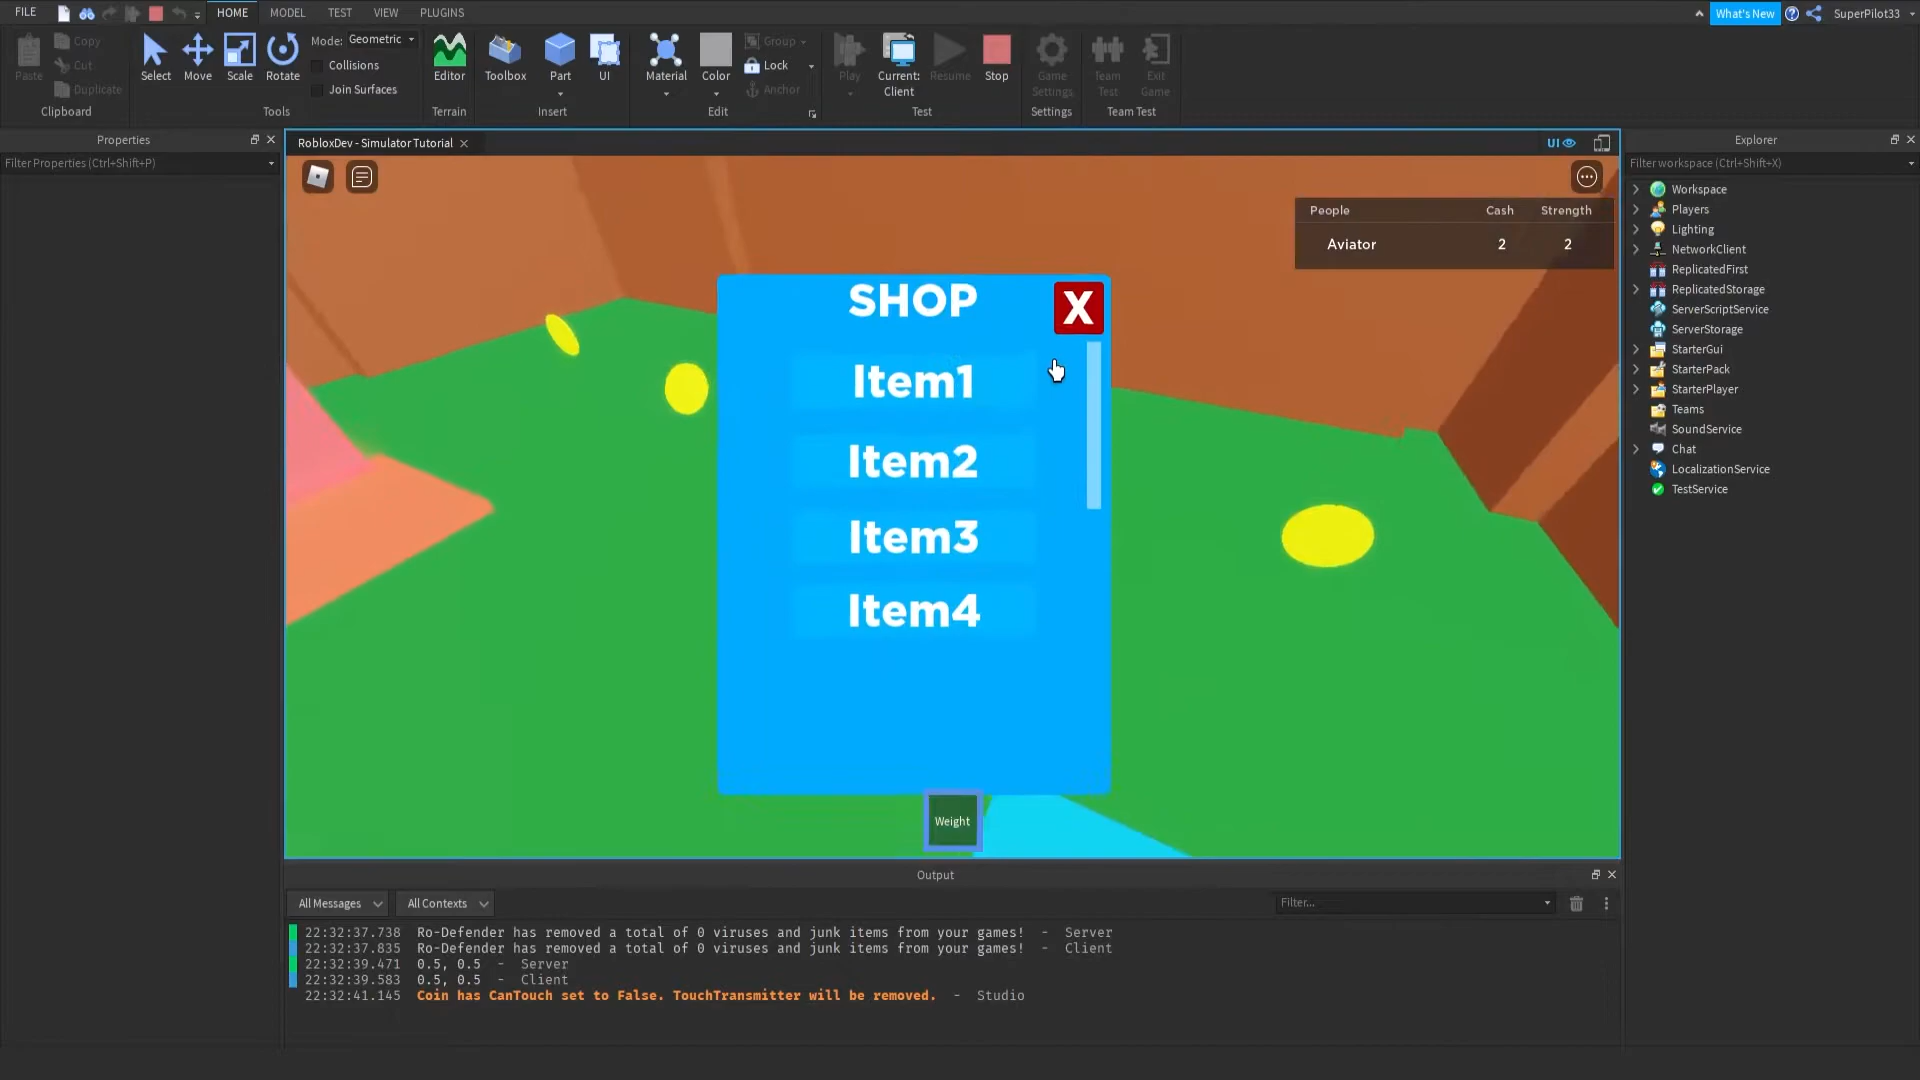 FILE
HOME
MODEL
TEST
VIEW
PLUGINS
What's New
SuperPilot33
Paste
Copy
Cut
Duplicate
Clipboard
Select
Move
Scale
Rotate
Mode: Geometric
Collisions
Join Surfaces
Tools
Editor
Terrain
Toolbox
Part
UI
Insert
Material
Color
Group
Lock
Anchor
Edit
Play
Current:
Client
Resume
Stop
Test
Game
Settings
Settings
Team
Test
Exit
Game
Team Test
Properties
Filter Properties (Ctrl+Shift+P)
RobloxDev - Simulator Tutorial
UI
People Cash Strength
Aviator 2 2
SHOP
X
Item1
Item2
Item3
Item4
Weight
Explorer
Filter workspace (Ctrl+Shift+X)
Workspace
Players
Lighting
NetworkClient
ReplicatedFirst
ReplicatedStorage
ServerScriptService
ServerStorage
StarterGui
StarterPack
StarterPlayer
Teams
SoundService
Chat
LocalizationService
TestService
Output
All Messages
All Contexts
Filter...
22:32:37.738 Ro-Defender has removed a total of 0 viruses and junk items from your games! - Server
22:32:37.835 Ro-Defender has removed a total of 0 viruses and junk items from your games! - Client
22:32:39.471 0.5, 0.5 - Server
22:32:39.583 0.5, 0.5 - Client
22:32:41.145 Coin has CanTouch set to False. TouchTransmitter will be removed. - Studio